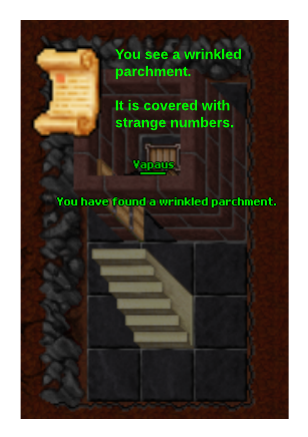 You see a wrinkled
parchment.
It is covered with
strange numbers.
Vapaus
You have found a wrinkled parchment.